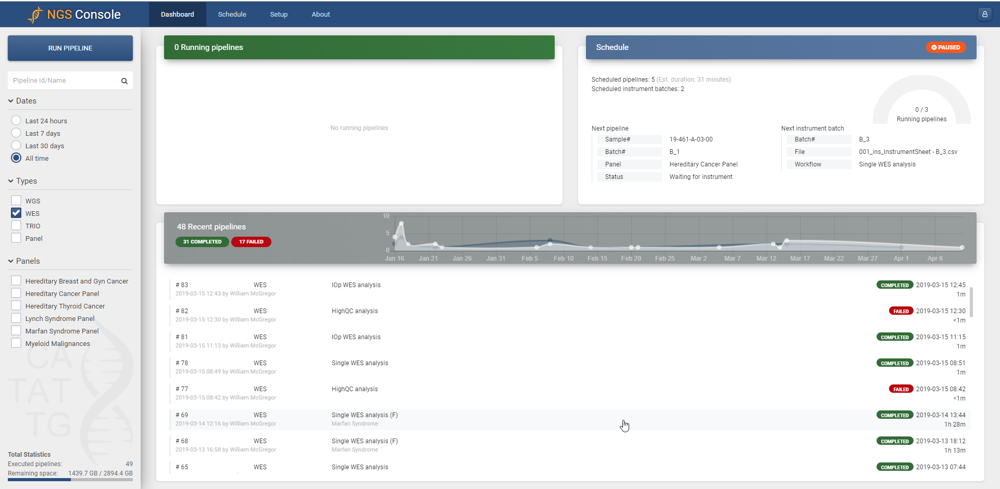 NGS Console
Dashboard
Schedule
Setup
About
RUN PIPELINE
Pipeline Id/Name
Dates
Last 24 hours
Last 7 days
Last 30 days
All time
Types
WGS
WES
TRIO
Panel
Panels
Hereditary Breast and Gyn Cancer
Hereditary Cancer Panel
Hereditary Thyroid Cancer
Lynch Syndrome Panel
Marfan Syndrome Panel
Myeloid Malignances
CA
TAT
TG
Total Statistics
Executed pipelines: 49
Remaining space: 1439.7 GB / 2894.4 GB
0 Running pipelines
No running pipelines
Schedule
PAUSED
Scheduled pipelines: 5 (Est. duration: 31 minutes)
Scheduled instrument batches: 2
0 / 3
Running pipelines
Next pipeline
Sample# 19-461-A-03-00
Batch# B_1
Panel Hereditary Cancer Panel
Status Waiting for instrument
Next instrument batch
Batch# B_3
File 001_ins_InstrumentSheet - B_3.csv
Workflow Single WES analysis
48 Recent pipelines
31 COMPLETED 17 FAILED
10
5
0
Jan 16 Jan 21 Jan 26 Jan 31 Feb 5 Feb 10 Feb 15 Feb 20 Feb 25 Mar 2 Mar 7 Mar 12 Mar 17 Mar 22 Mar 27 Apr 1 Apr 6
# 83 WES IOp WES analysis COMPLETED 2019-03-15 12:45
2019-03-15 12:43 by William McGregor 1m
# 82 WES HighQC analysis FAILED 2019-03-15 12:30
2019-03-15 12:30 by William McGregor <1m
# 81 WES IOp WES analysis COMPLETED 2019-03-15 11:15
2019-03-15 11:13 by William McGregor 1m
# 78 WES Single WES analysis COMPLETED 2019-03-15 08:51
2019-03-15 08:49 by William McGregor 1m
# 77 WES HighQC analysis FAILED 2019-03-15 08:42
2019-03-15 08:42 by William McGregor <1m
# 69 WES Single WES analysis (F) COMPLETED 2019-03-14 13:44
2019-03-14 12:16 by William McGregor Marfan Syndrome 1h 28m
# 68 WES Single WES analysis (F) COMPLETED 2019-03-13 18:12
2019-03-13 16:58 by William McGregor Marfan Syndrome 1h 13m
# 65 WES Single WES analysis COMPLETED 2019-03-13 07:44